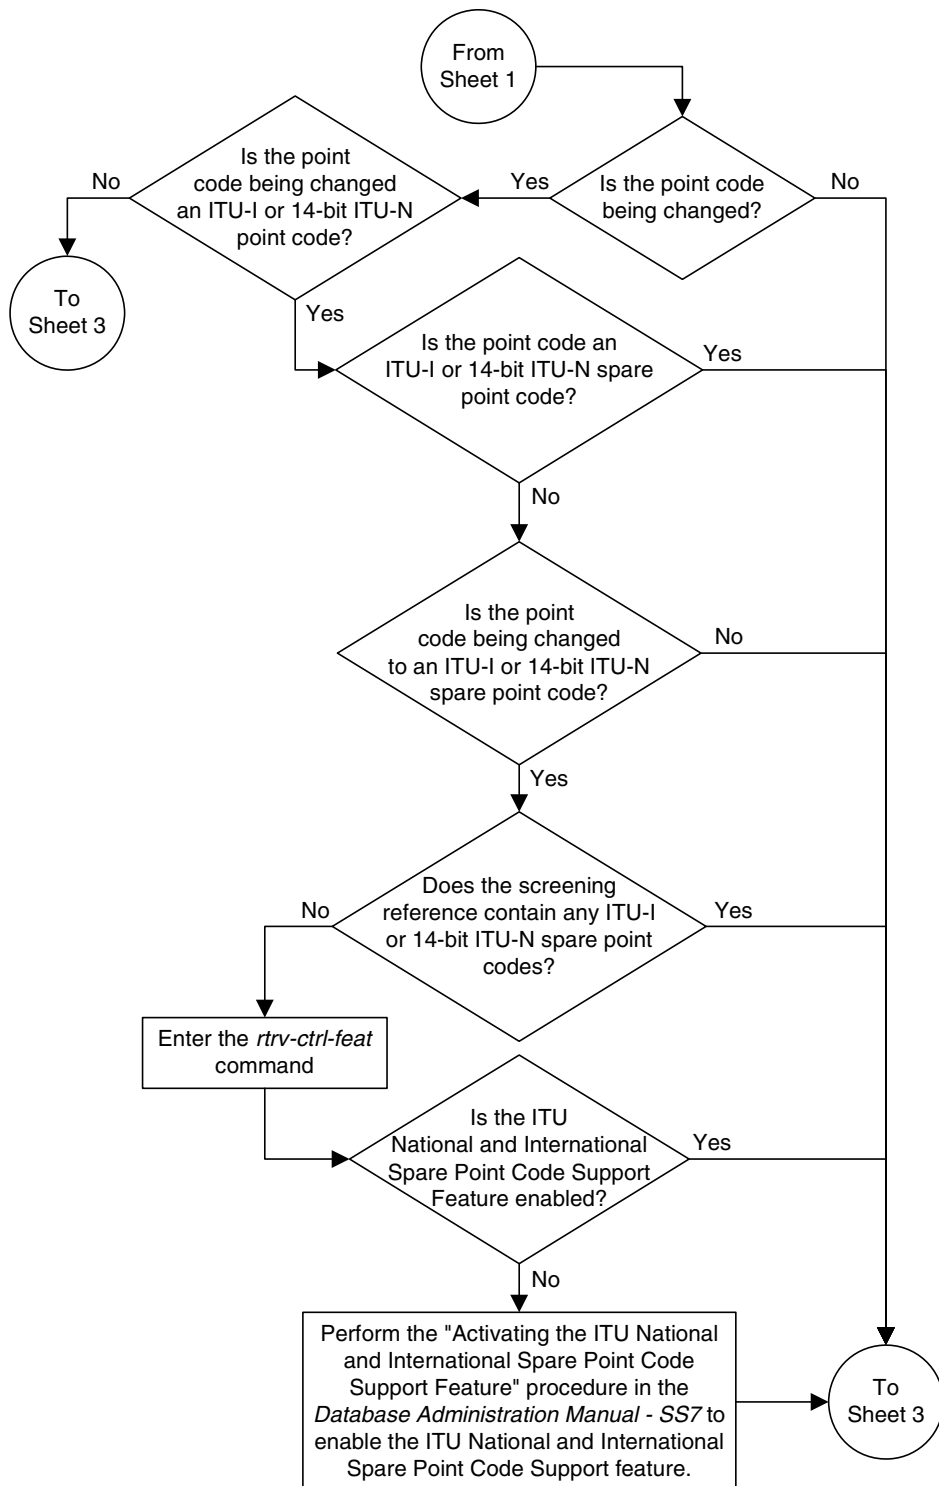 From
Sheet 1
Is the point code
being changed?
Yes
No
Is the point
code being changed
an ITU-I or 14-bit ITU-N
point code?
No
Yes
To
Sheet 3
Is the point code an
ITU-I or 14-bit ITU-N spare
point code?
Yes
No
Is the point
code being changed
to an ITU-I or 14-bit ITU-N
spare point code?
No
Yes
Does the screening
reference contain any ITU-I
or 14-bit ITU-N spare point
codes?
No
Yes
Enter the rtrv-ctrl-feat
command
Is the ITU
National and International
Spare Point Code Support
Feature enabled?
Yes
No
Perform the "Activating the ITU National
and International Spare Point Code
Support Feature" procedure in the
Database Administration Manual - SS7 to
enable the ITU National and International
Spare Point Code Support feature.
To
Sheet 3